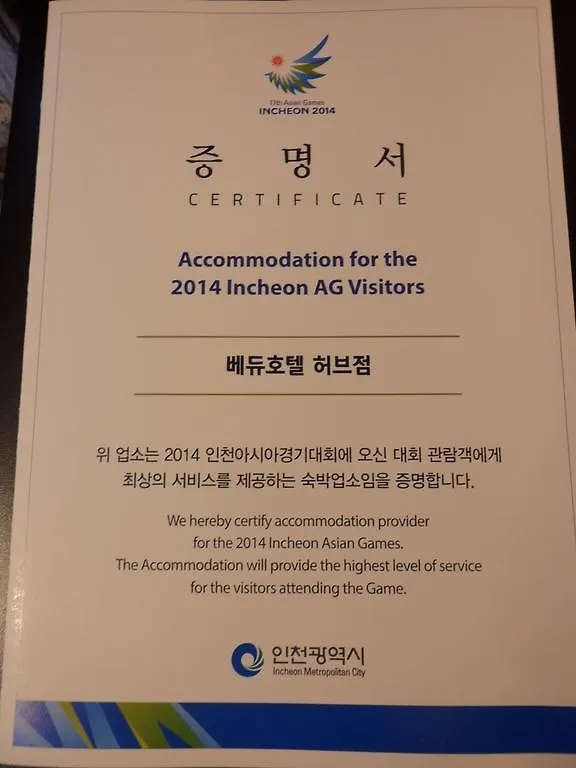 17th Asian Games
INCHEON 2014
증 명 서
CERTIFICATE
Accommodation for the
2014 Incheon AG Visitors
베듀호텔 허브점
위 업소는 2014 인천아시아경기대회에 오신 대회 관람객에게
최상의 서비스를 제공하는 숙박업소임을 증명합니다.
We hereby certify accommodation provider
for the 2014 Incheon Asian Games.
The Accommodation will provide the highest level of service
for the visitors attending the Game.
인천광역시
Incheon Metropolitan City